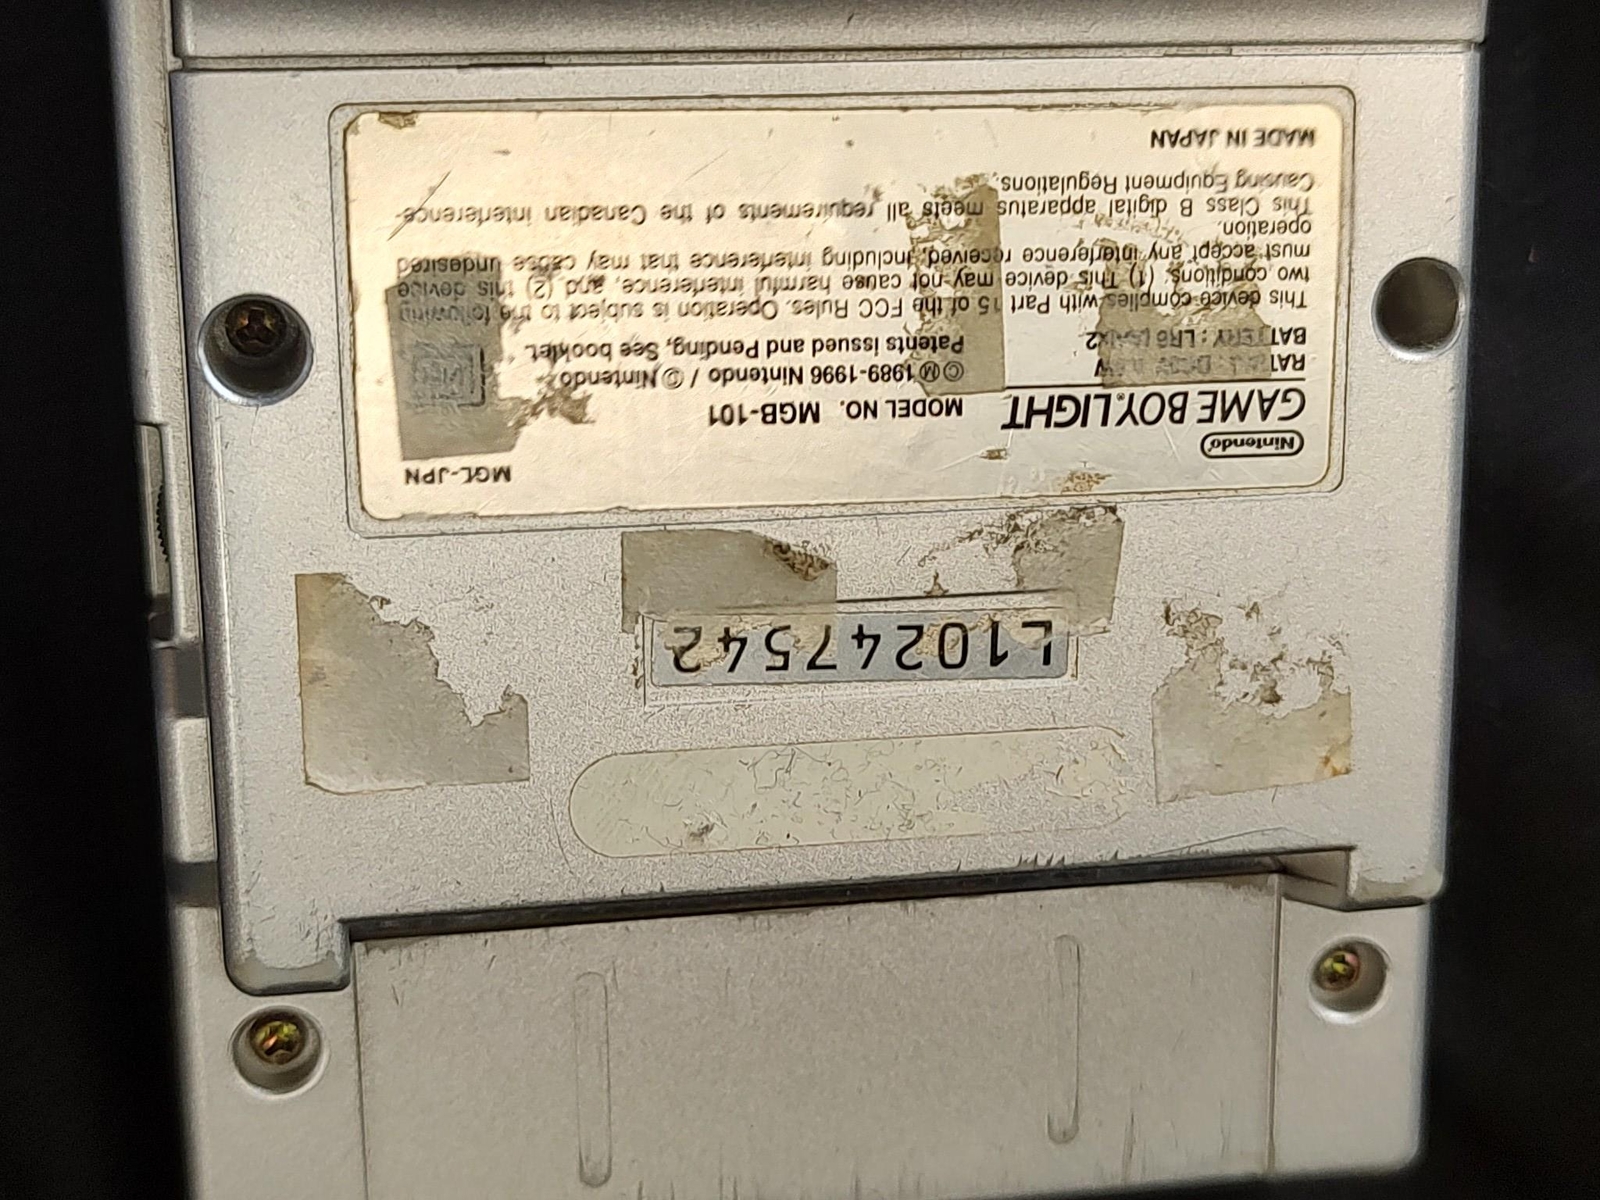 Nintendo
GAME BOY LIGHT
MODEL NO. MGB-101
MGL-JPN
BATTERY : LR6
© Ⓜ 1989-1996 Nintendo / © Nintendo
Patents issued and Pending, See booklet.
This device complies with Part 15 of the FCC Rules. Operation is subject to the following
two conditions. (1) This device may not cause harmful interference, and (2) this device
must accept any interference received, including interference that may cause undesired
operation.
This Class B digital apparatus meets all requirements of the Canadian interference-
Causing Equipment Regulations.
MADE IN JAPAN
L10247542